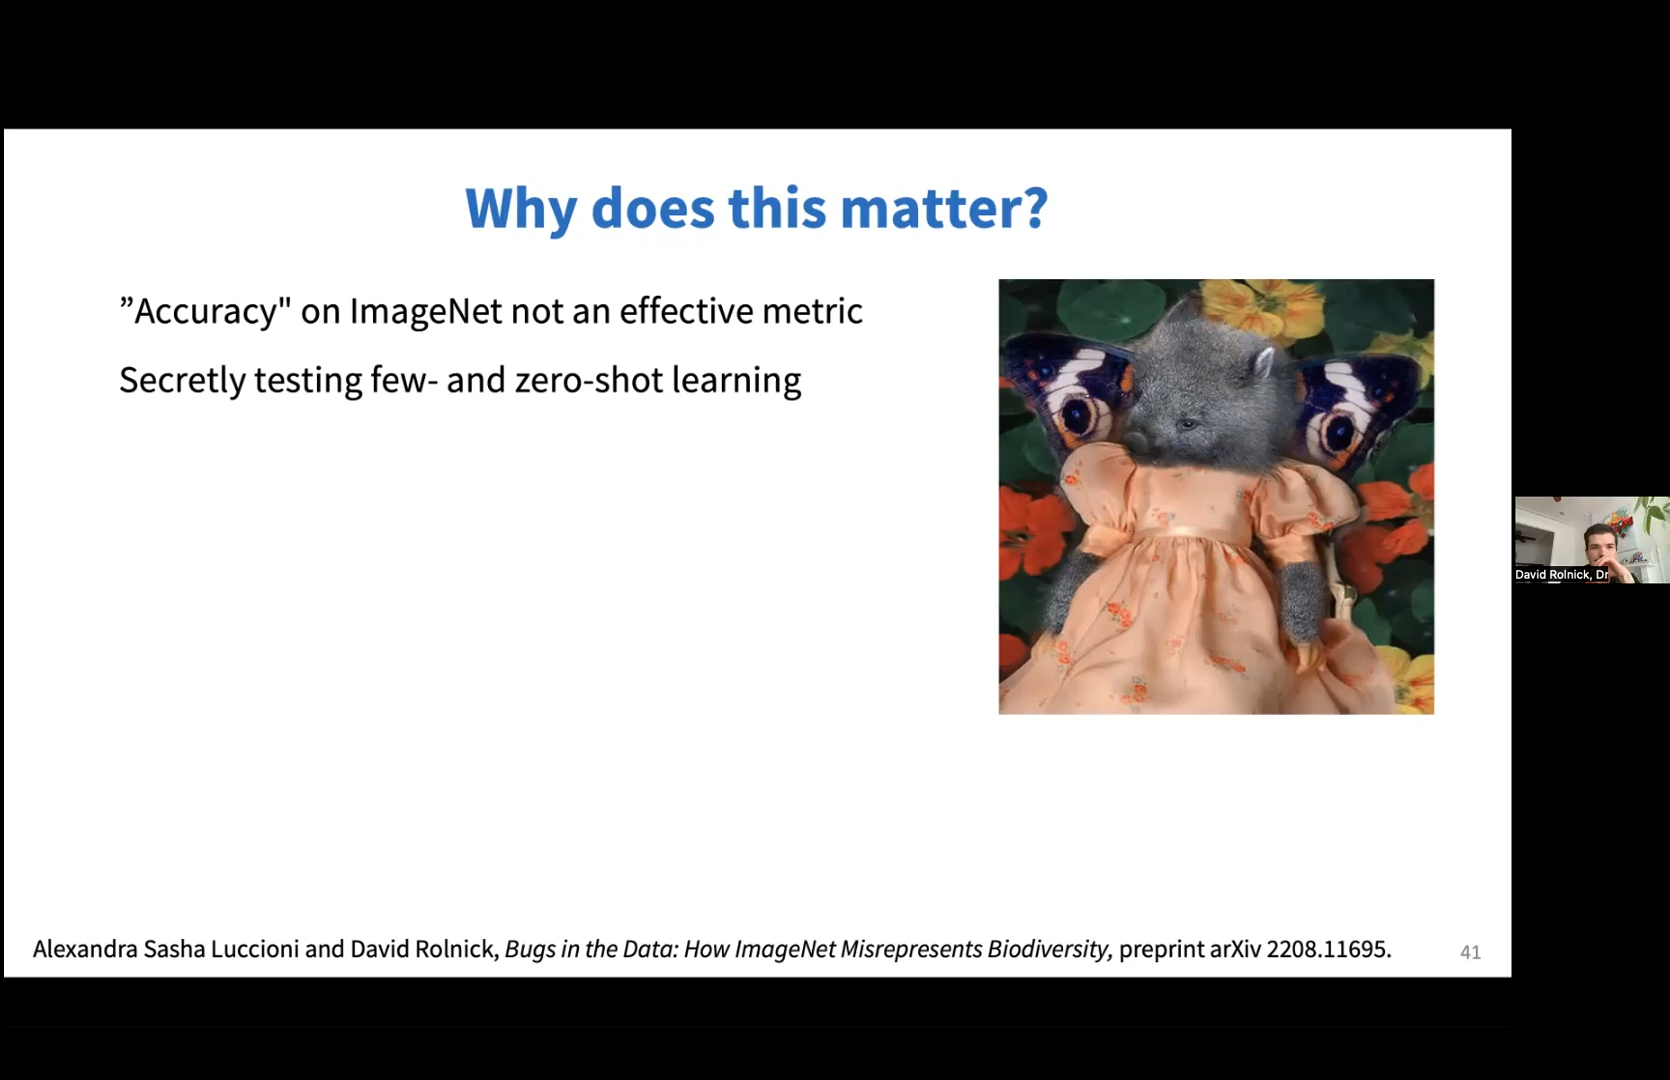 Why does this matter?
”Accuracy" on ImageNet not an effective metric
Secretly testing few- and zero-shot learning
David Rolnick, Dr
Alexandra Sasha Luccioni and David Rolnick, Bugs in the Data: How ImageNet Misrepresents Biodiversity, preprint arXiv 2208.11695.
41